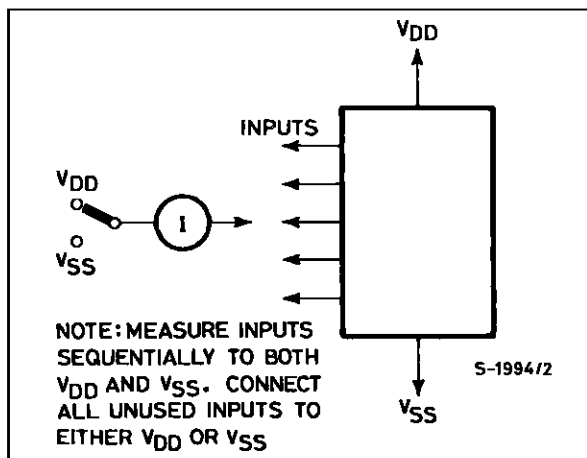 VDD
INPUTS
VDD
I
VSS
NOTE: MEASURE INPUTS
SEQUENTIALLY TO BOTH
VDD AND VSS. CONNECT
ALL UNUSED INPUTS TO
EITHER VDD OR VSS
S-1994/2
VSS